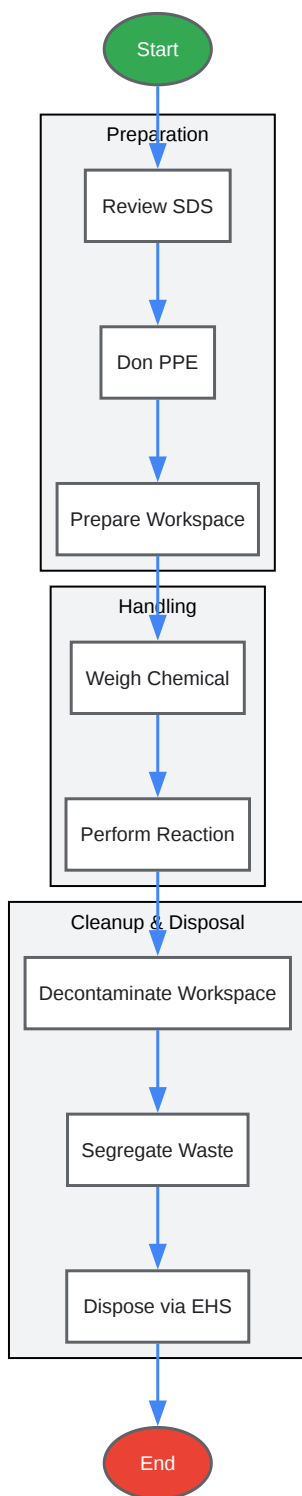 Start
Preparation
Review SDS
Don PPE
Prepare Workspace
Handling
Weigh Chemical
Perform Reaction
Cleanup & Disposal
Decontaminate Workspace
Segregate Waste
Dispose via EHS
End